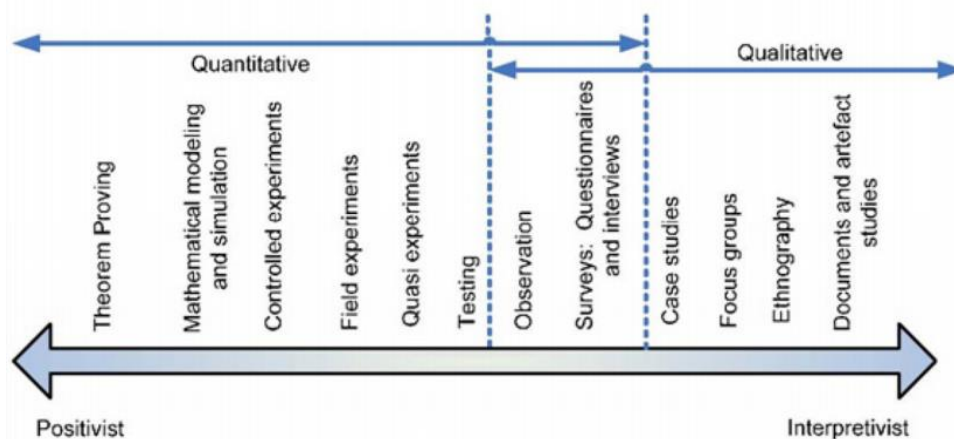 Quantitative
Qualitative
Theorem Proving
Mathematical modeling
and simulation
Controlled experiments
Field experiments
Quasi experiments
Testing
Observation
Surveys: Questionnaires
and interviews
Case studies
Focus groups
Ethnography
Documents and artefact
studies
Positivist
Interpretivist